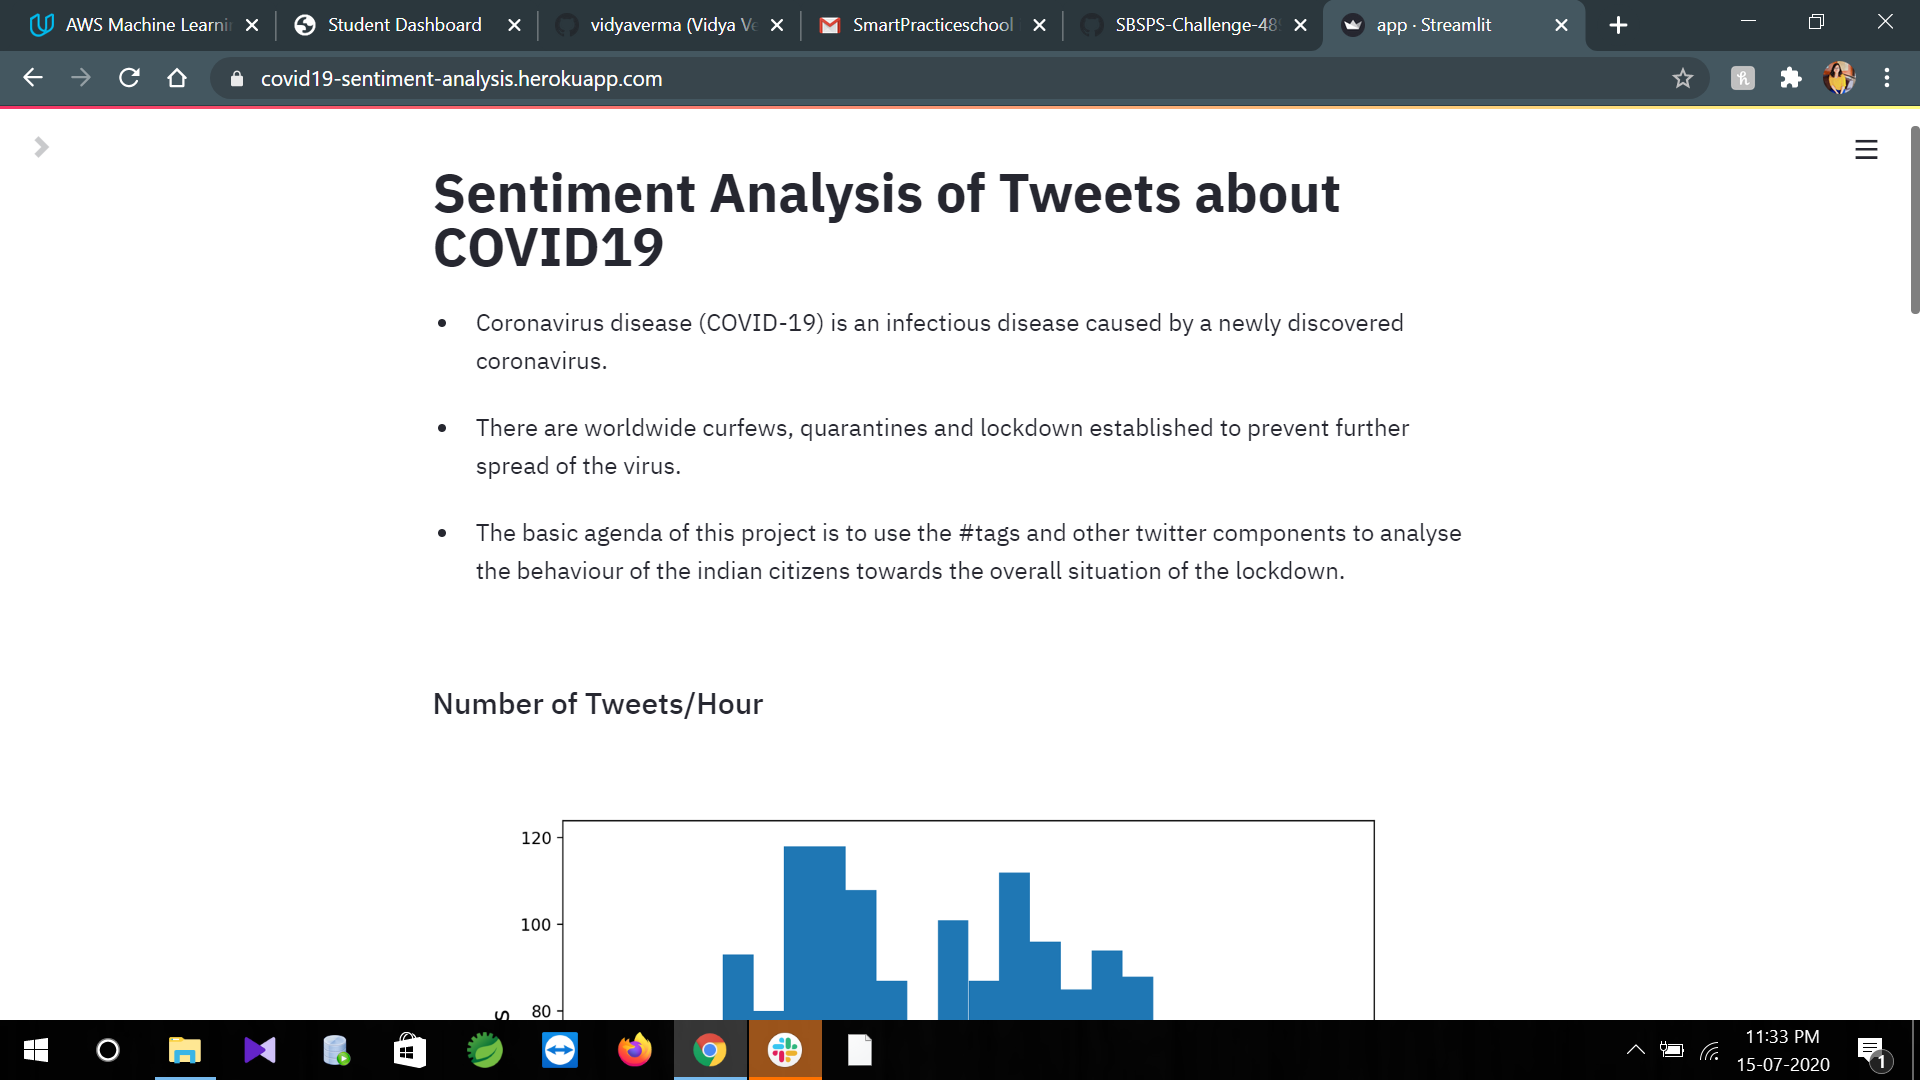 AWS Machine Learni
Student Dashboard
vidyaverma (Vidya Ve
SmartPracticeschool
SBSPS-Challenge-48
app · Streamlit
covid19-sentiment-analysis.herokuapp.com
Sentiment Analysis of Tweets about
COVID19
• Coronavirus disease (COVID-19) is an infectious disease caused by a newly discovered
coronavirus.
• There are worldwide curfews, quarantines and lockdown established to prevent further
spread of the virus.
• The basic agenda of this project is to use the #tags and other twitter components to analyse
the behaviour of the indian citizens towards the overall situation of the lockdown.
Number of Tweets/Hour
120
100
80
s
11:33 PM
15-07-2020
1